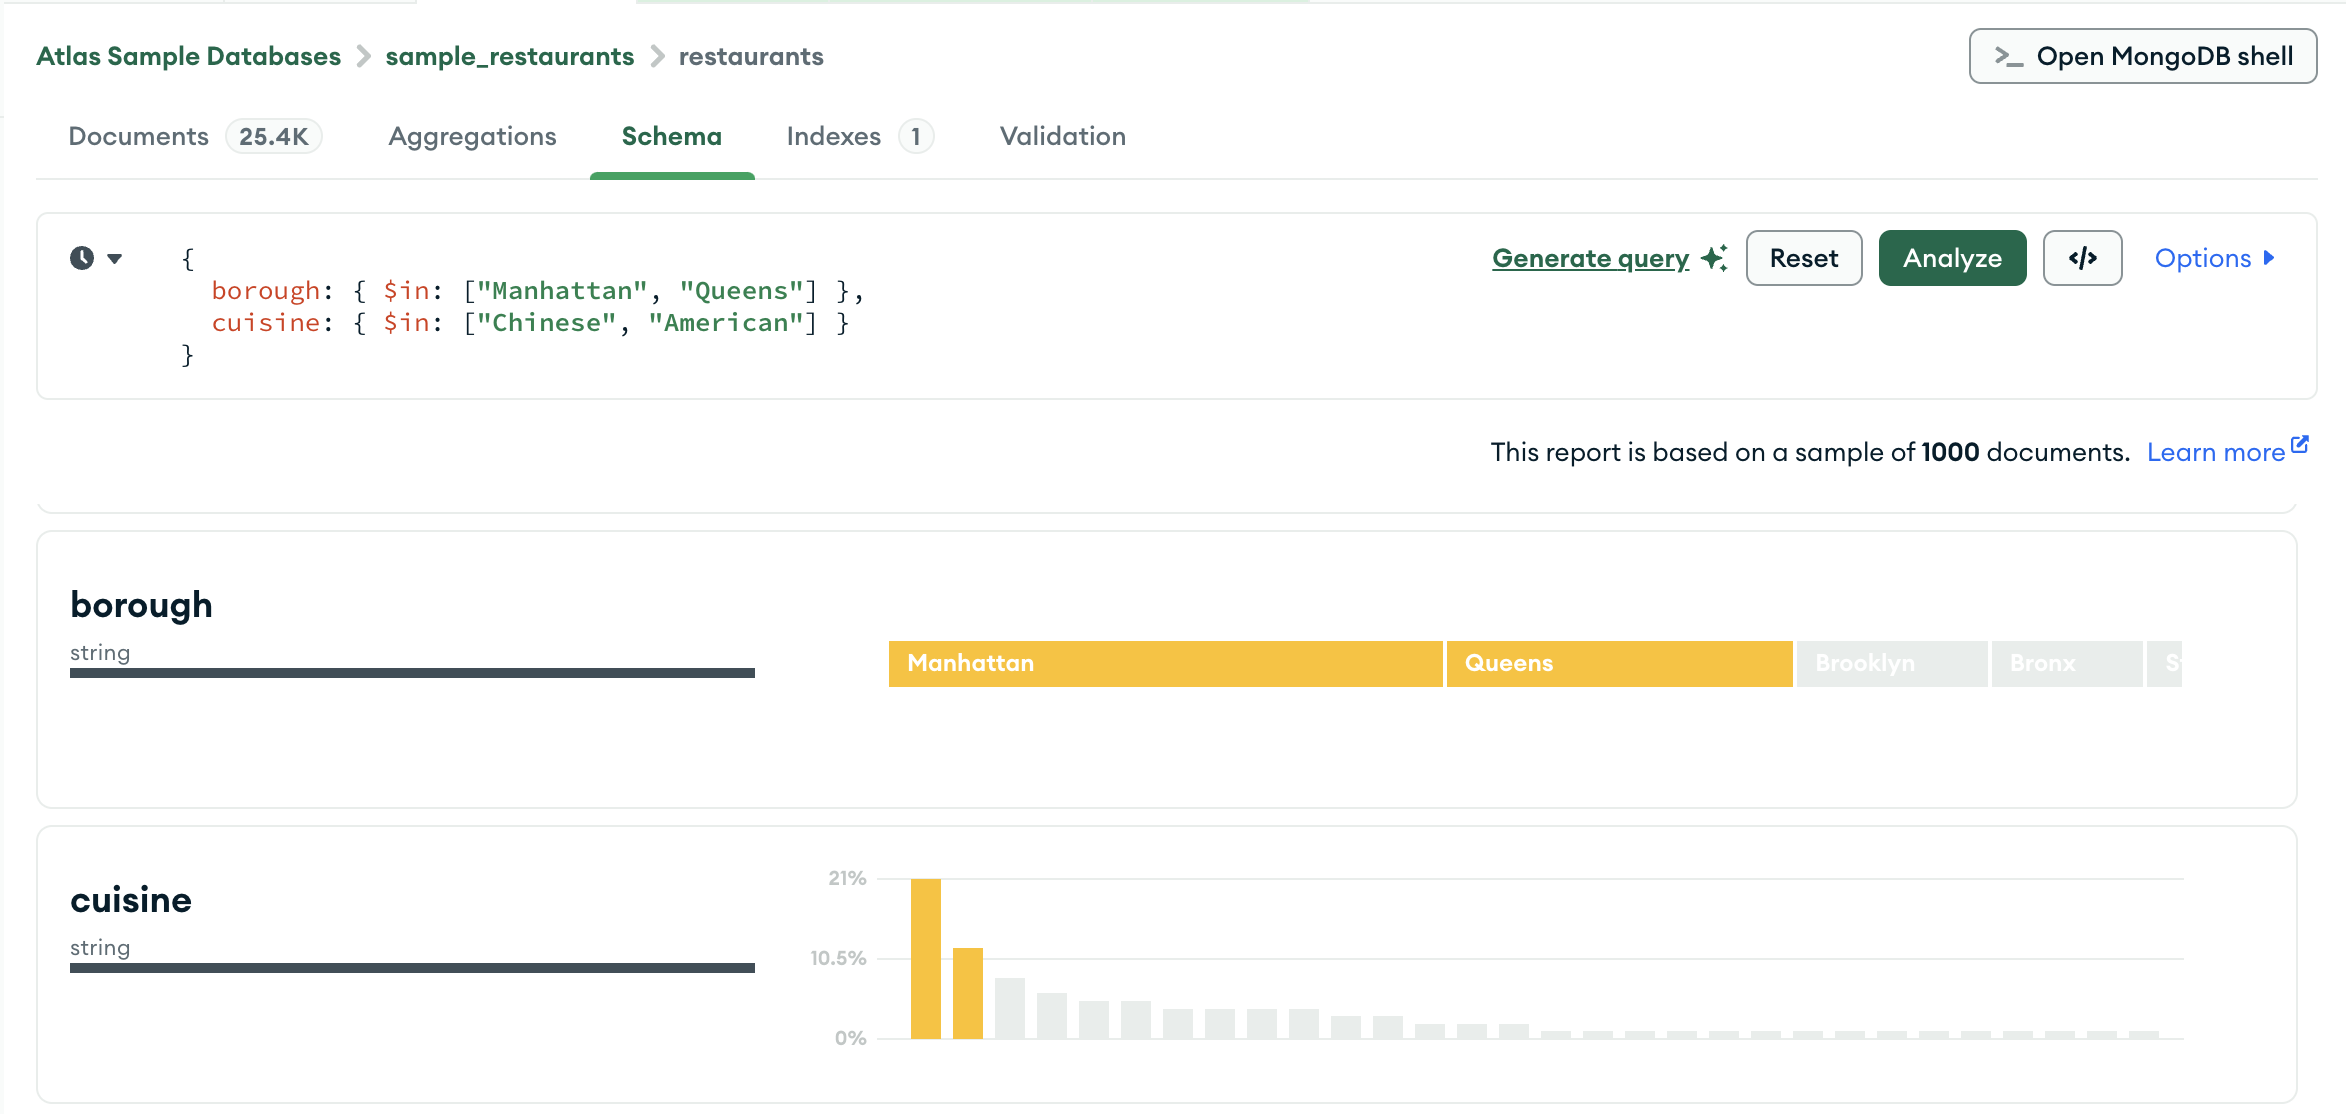 Atlas Sample Databases > sample_restaurants > restaurants
>_ Open MongoDB shell
Documents 25.4K Aggregations Schema Indexes 1 Validation
{
borough: { $in: ["Manhattan", "Queens"] },
cuisine: { $in: ["Chinese", "American"] }
}
Generate query Reset Analyze </> Options
This report is based on a sample of 1000 documents. Learn more
borough
string
Manhattan Queens Brooklyn Bronx
cuisine
string
21%
10.5%
0%